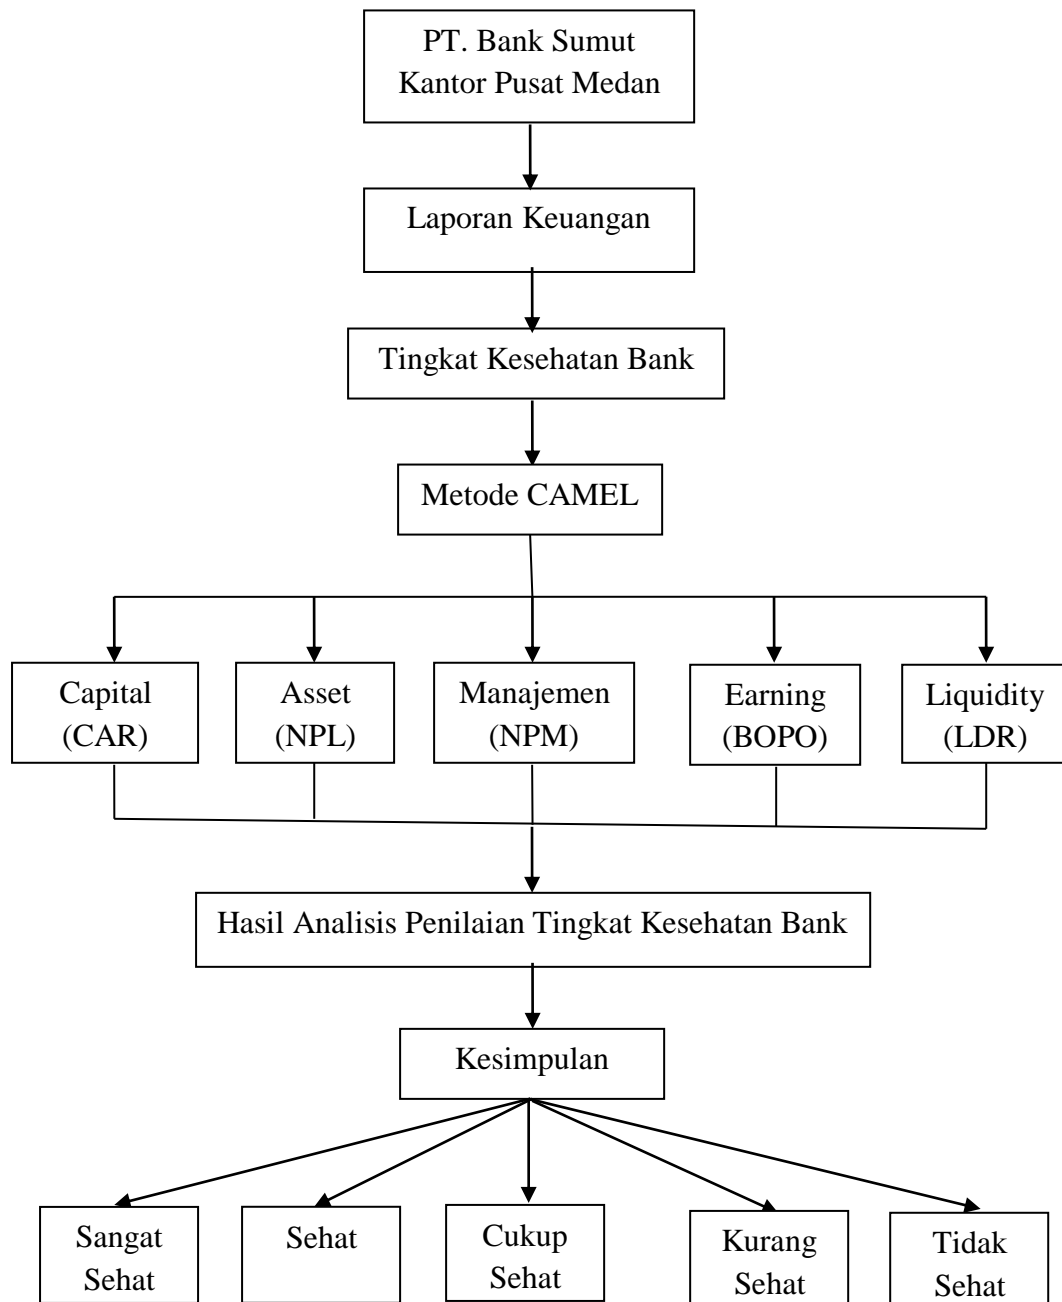 PT. Bank Sumut
Kantor Pusat Medan
Laporan Keuangan
Tingkat Kesehatan Bank
Metode CAMEL
Capital
(CAR)
Asset
(NPL)
Manajemen
(NPM)
Earning
(BOPO)
Liquidity
(LDR)
Hasil Analisis Penilaian Tingkat Kesehatan Bank
Kesimpulan
Sangat
Sehat
Sehat
Cukup
Sehat
Kurang
Sehat
Tidak
Sehat